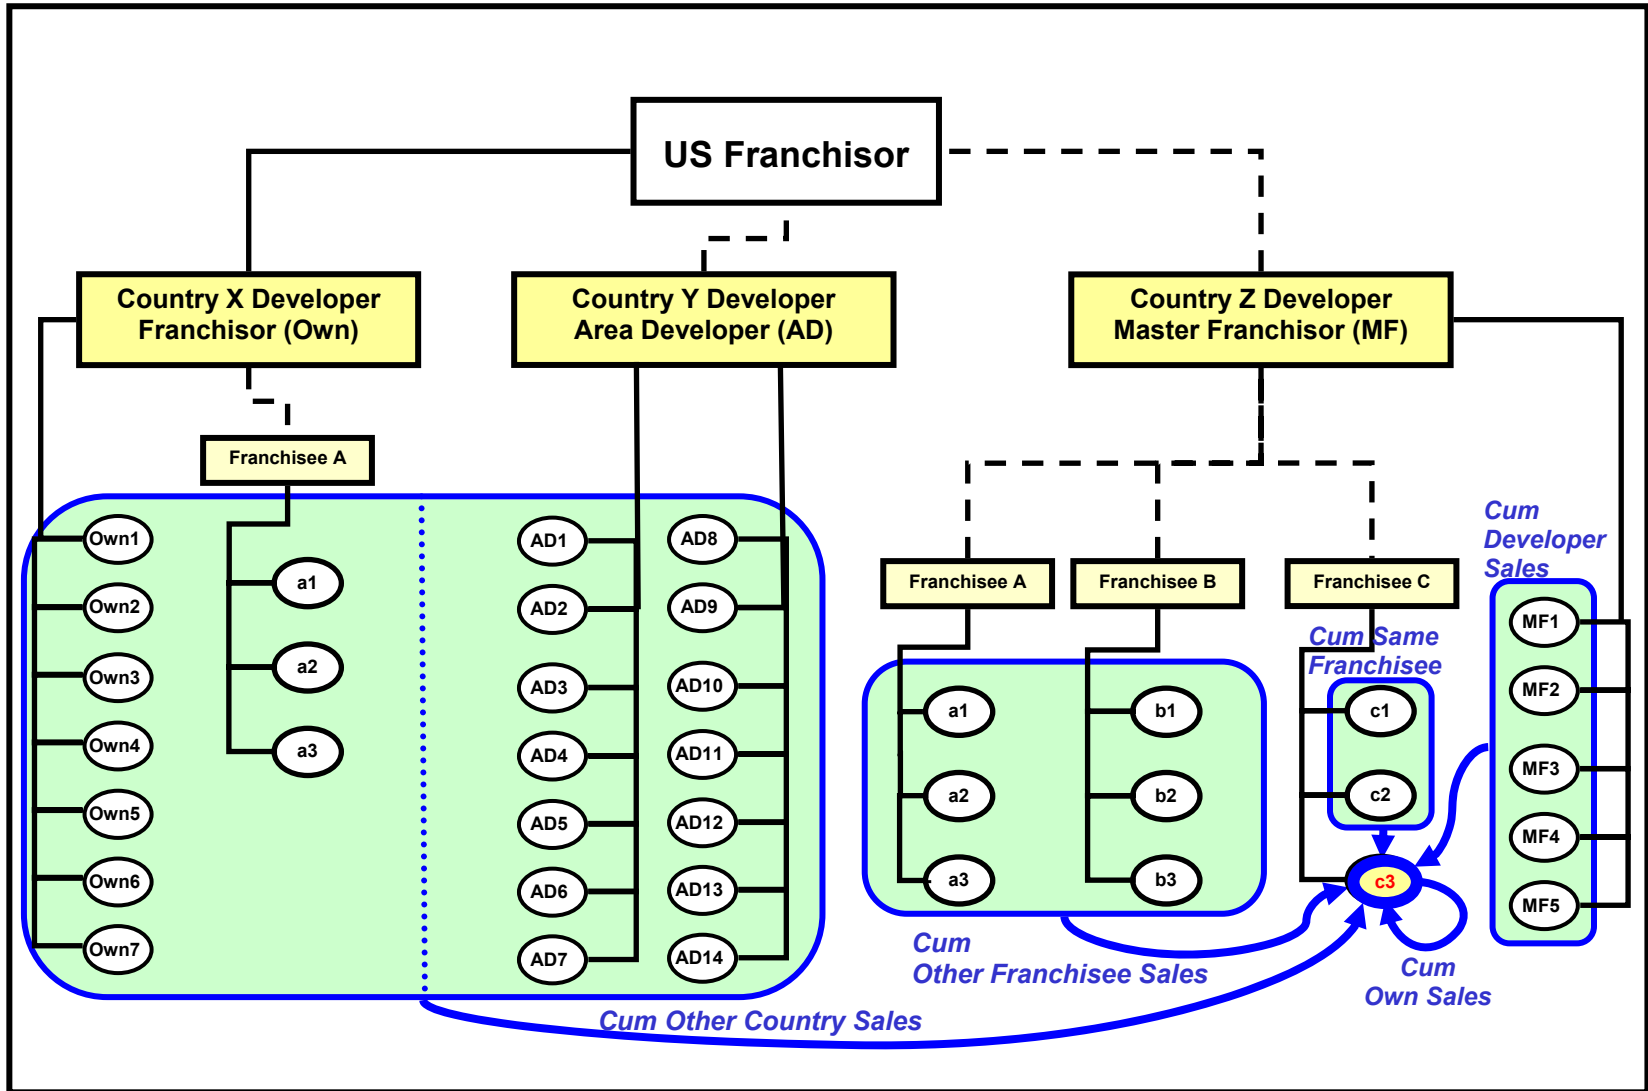 US Franchisor
Country X Developer
Franchisor (Own)
Country Y Developer
Area Developer (AD)
Country Z Developer
Master Franchisor (MF)
Franchisee A
Own1
Own2
Own3
Own4
Own5
Own6
Own7
a1
a2
a3
AD1
AD2
AD3
AD4
AD5
AD6
AD7
AD8
AD9
AD10
AD11
AD12
AD13
AD14
Cum Other Country Sales
Franchisee A
a1
a2
a3
Franchisee B
b1
b2
b3
Cum
Other Franchisee Sales
Franchisee C
Cum Same
Franchisee
c1
c2
c3
Cum
Own Sales
Cum
Developer
Sales
MF1
MF2
MF3
MF4
MF5